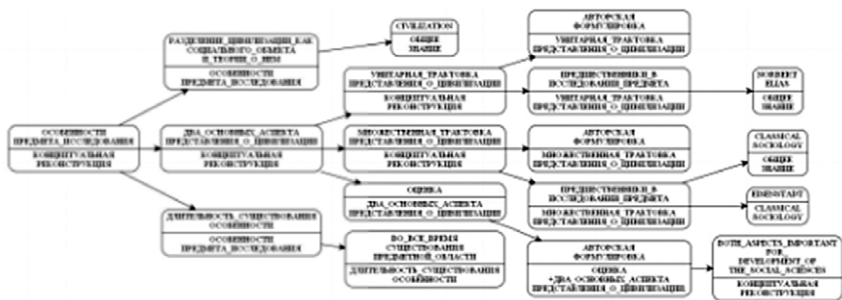 РАЗДЕЛЕНИЕ_ЦИВИЛИЗАЦИИ_КАК
СОЦИАЛЬНОГО_ОБЪЕКТА
И_ТЕОРИИ_О_НЕМ
ОСОБЕННОСТИ
ПРЕДМЕТА_ИССЛЕДОВАНИЯ
CIVILIZATION
ОБЩЕЕ
ЗНАНИЕ
АВТОРСКАЯ
ФОРМУЛИРОВКА
УНИТАРНАЯ_ТРАКТОВКА
ПРЕДСТАВЛЕНИЯ_О_ЦИВИЛИЗАЦИИ
УНИТАРНАЯ_ТРАКТОВКА
ПРЕДСТАВЛЕНИЯ_О_ЦИВИЛИЗАЦИИ
КОНЦЕПТУАЛЬНАЯ
РЕКОНСТРУКЦИЯ
ПРЕДШЕСТВЕННИКИ_В
ИССЛЕДОВАНИИ_ПРЕДМЕТА
УНИТАРНАЯ_ТРАКТОВКА
ПРЕДСТАВЛЕНИЯ_О_ЦИВИЛИЗАЦИИ
NORBERT
ELIAS
ОБЩЕЕ
ЗНАНИЕ
ОСОБЕННОСТИ
ПРЕДМЕТА_ИССЛЕДОВАНИЯ
КОНЦЕПТУАЛЬНАЯ
РЕКОНСТРУКЦИЯ
ДВА_ОСНОВНЫХ_АСПЕКТА
ПРЕДСТАВЛЕНИЯ_О_ЦИВИЛИЗАЦИИ
КОНЦЕПТУАЛЬНАЯ
РЕКОНСТРУКЦИЯ
МНОЖЕСТВЕННАЯ_ТРАКТОВКА
ПРЕДСТАВЛЕНИЯ_О_ЦИВИЛИЗАЦИИ
КОНЦЕПТУАЛЬНАЯ
РЕКОНСТРУКЦИЯ
АВТОРСКАЯ
ФОРМУЛИРОВКА
МНОЖЕСТВЕННАЯ_ТРАКТОВКА
ПРЕДСТАВЛЕНИЯ_О_ЦИВИЛИЗАЦИИ
CLASSICAL
SOCIOLOGY
ОБЩЕЕ
ЗНАНИЕ
ДЛИТЕЛЬНОСТЬ_СУЩЕСТВОВАНИЯ
ОСОБЕННОСТИ
ОСОБЕННОСТИ
ПРЕДМЕТА_ИССЛЕДОВАНИЯ
ОЦЕНКА
ДВА_ОСНОВНЫХ_АСПЕКТА
ПРЕДСТАВЛЕНИЯ_О_ЦИВИЛИЗАЦИИ
ПРЕДШЕСТВЕННИКИ_В
ИССЛЕДОВАНИИ_ПРЕДМЕТА
МНОЖЕСТВЕННАЯ_ТРАКТОВКА
ПРЕДСТАВЛЕНИЯ_О_ЦИВИЛИЗАЦИИ
EISENSTADT
CLASSICAL
SOCIOLOGY
ВО_ВСЕ_ВРЕМЯ
СУЩЕСТВОВАНИЯ
ПРЕДМЕТНОЙ_ОБЛАСТИ
ДЛИТЕЛЬНОСТЬ_СУЩЕСТВОВАНИЯ
ОСОБЕННОСТИ
АВТОРСКАЯ
ФОРМУЛИРОВКА
ОЦЕНКА
+ДВА_ОСНОВНЫХ_АСПЕКТА
ПРЕДСТАВЛЕНИЯ_О_ЦИВИЛИЗАЦИИ
BOTH_ASPECTS_IMPORTANT
FOR_
DEVELOPMENT_OF
THE_SOCIAL_SCIENCES
КОНЦЕПТУАЛЬНАЯ
РЕКОНСТРУКЦИЯ